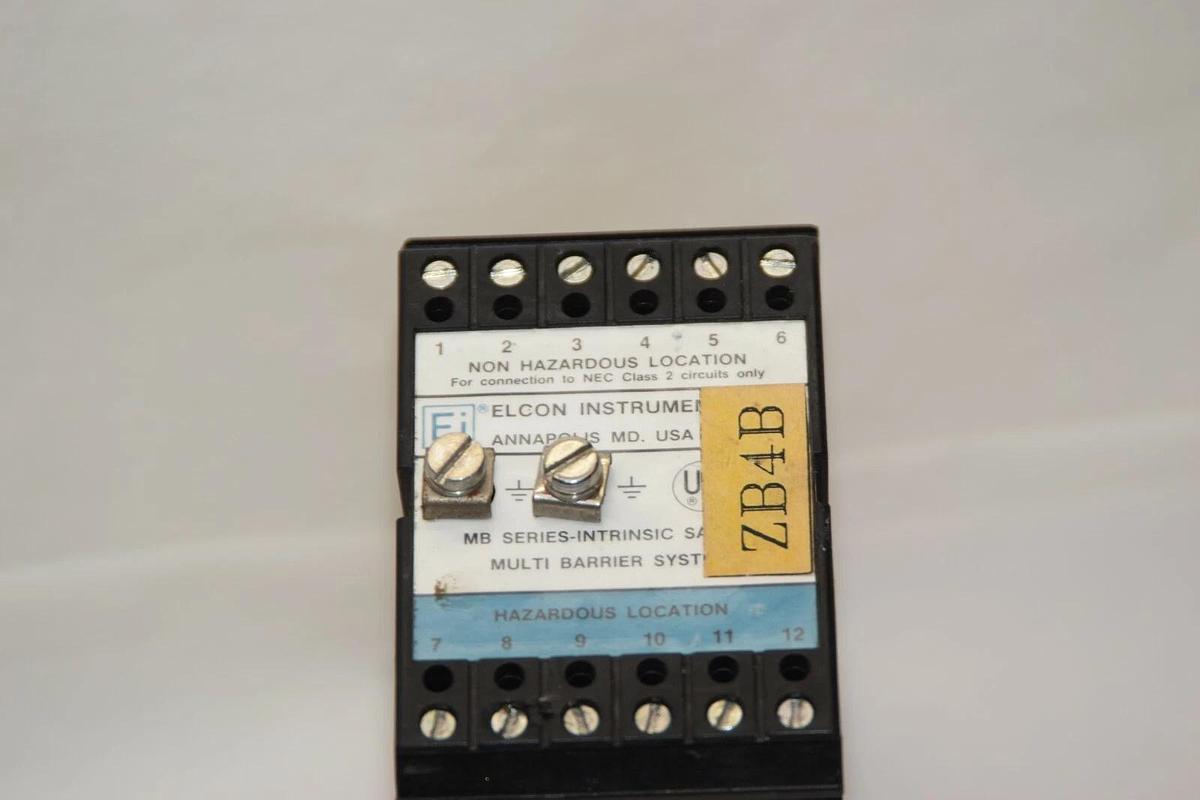 1 2 3 4 5 6
NON HAZARDOUS LOCATION
For connection to NEC Class 2 circuits only
Ei ® ELCON INSTRUMEN
ANNAPOLIS MD. USA
U
®
ZB4B
MB SERIES-INTRINSIC SA
MULTI BARRIER SYST
HAZARDOUS LOCATION
7 8 9 10 11 12